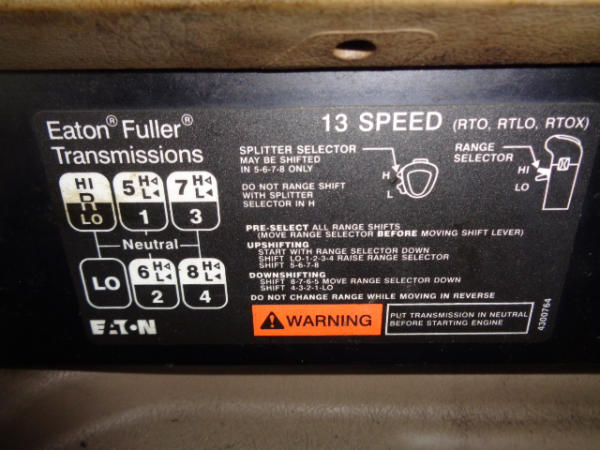 Eaton® Fuller®
Transmissions
13 SPEED (RTO, RTLO, RTOX)
SPLITTER SELECTOR
MAY BE SHIFTED
IN 5-6-7-8 ONLY
H
L
RANGE
SELECTOR
HI
LO
DO NOT RANGE SHIFT
WITH SPLITTER
SELECTOR IN H
HI
R
LO
5 H
L
1
7 H
L
3
Neutral
LO
6 H
L
2
8 H
L
4
PRE-SELECT ALL RANGE SHIFTS
(MOVE RANGE SELECTOR BEFORE MOVING SHIFT LEVER)
UPSHIFTING
START WITH RANGE SELECTOR DOWN
SHIFT LO-1-2-3-4 RAISE RANGE SELECTOR
SHIFT 5-6-7-8
DOWNSHIFTING
SHIFT 8-7-6-5 MOVE RANGE SELECTOR DOWN
SHIFT 4-3-2-1-LO
DO NOT CHANGE RANGE WHILE MOVING IN REVERSE
EATON
WARNING
PUT TRANSMISSION IN NEUTRAL
BEFORE STARTING ENGINE
4300764